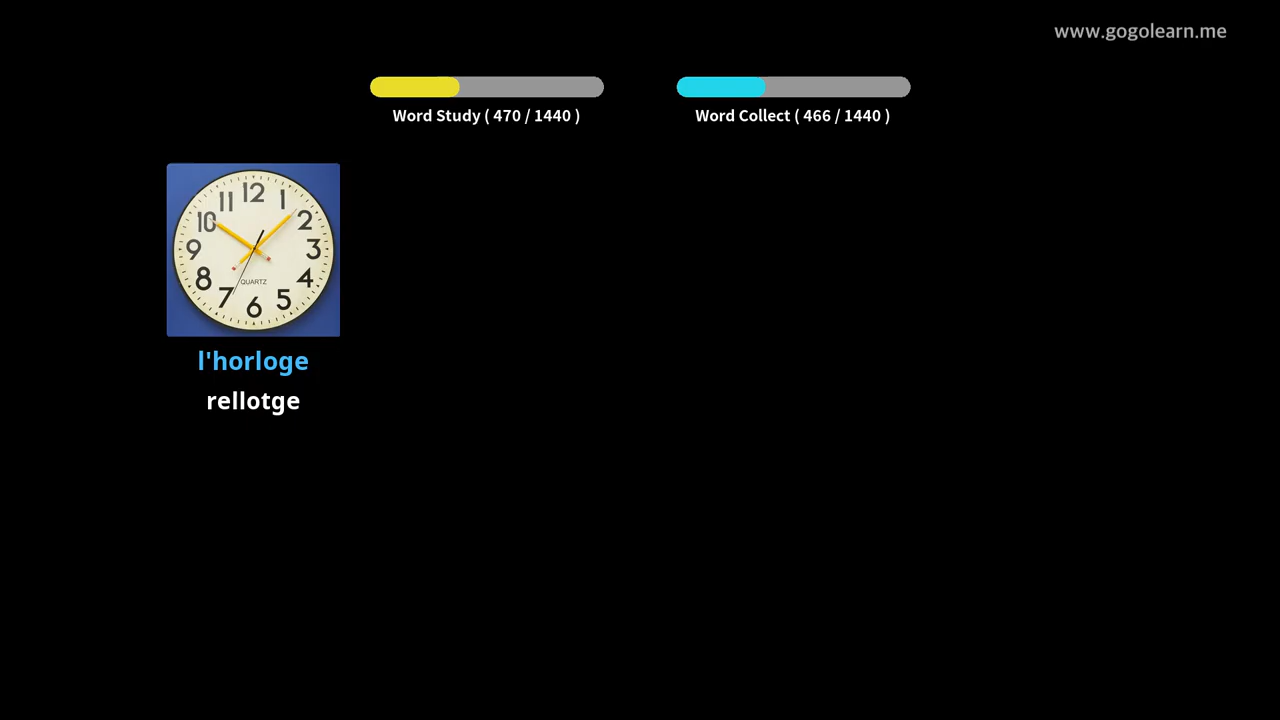 www.gogolearn.me
Word Study ( 470 / 1440 )
Word Collect ( 466 / 1440 )
12
11
1
10
2
9
3
8
4
QUARTZ
7
5
6
l'horloge
rellotge